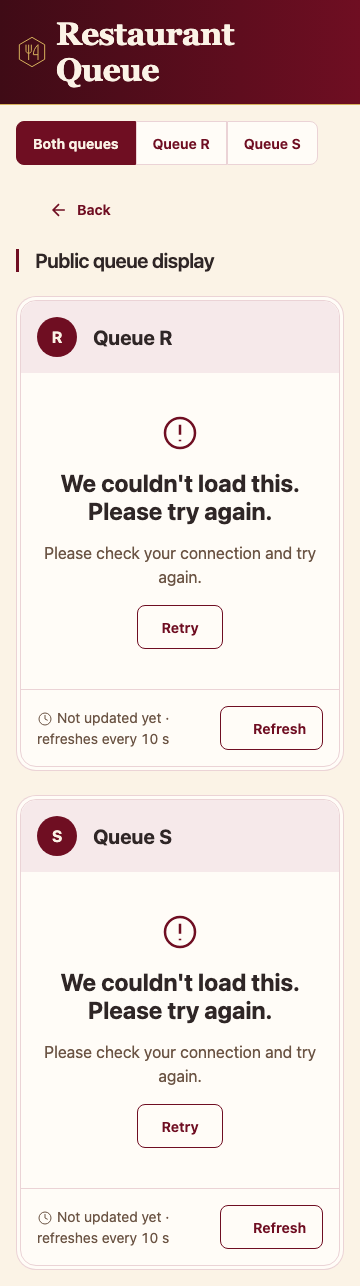 Restaurant
Queue
Both queues
Queue R
Queue S
Back
Public queue display
R
Queue R
We couldn't load this.
Please try again.
Please check your connection and try
again.
Retry
Not updated yet ·
refreshes every 10 s
Refresh
S
Queue S
We couldn't load this.
Please try again.
Please check your connection and try
again.
Retry
Not updated yet ·
refreshes every 10 s
Refresh